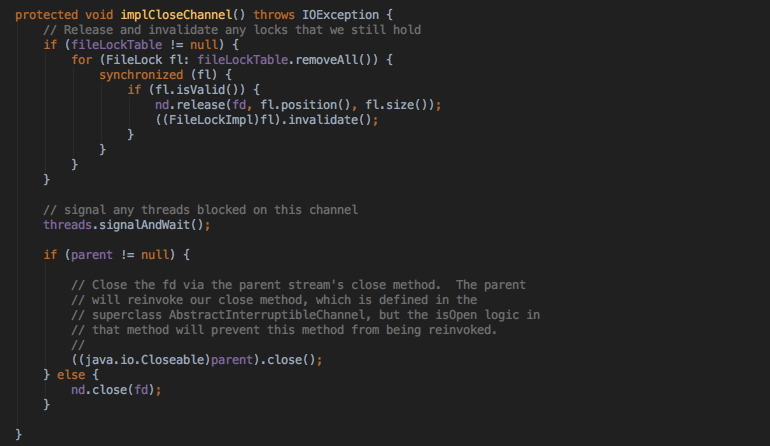 protected void implCloseChannel() throws IOException {
    // Release and invalidate any locks that we still hold
    if (fileLockTable != null) {
        for (FileLock fl: fileLockTable.removeAll()) {
            synchronized (fl) {
                if (fl.isValid()) {
                    nd.release(fd, fl.position(), fl.size());
                    ((FileLockImpl)fl).invalidate();
                }
            }
        }
    }

    // signal any threads blocked on this channel
    threads.signalAndWait();

    if (parent != null) {

        // Close the fd via the parent stream's close method.  The parent
        // will reinvoke our close method, which is defined in the
        // superclass AbstractInterruptibleChannel, but the isOpen logic in
        // that method will prevent this method from being reinvoked.
        //
        ((java.io.Closeable)parent).close();
    } else {
        nd.close(fd);
    }

}